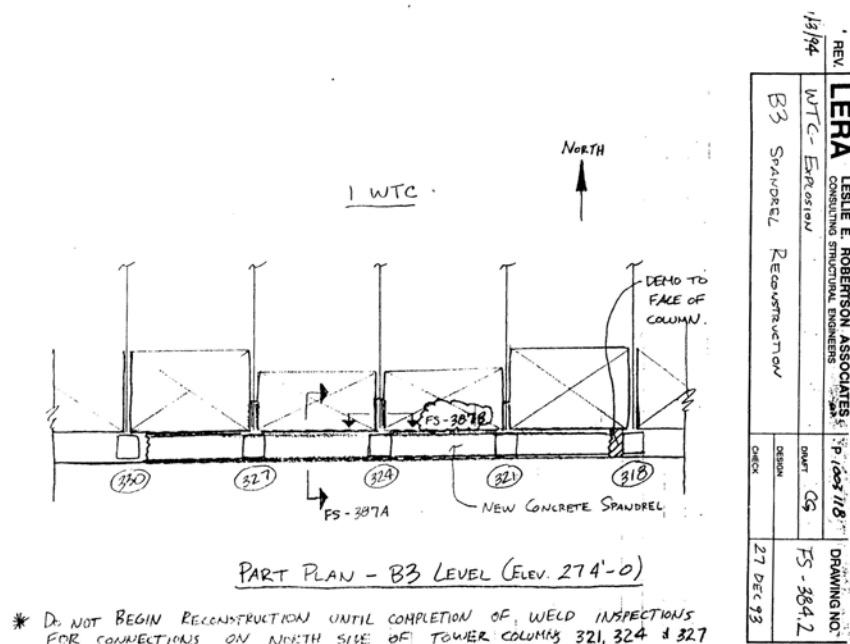 1 WTC
NORTH
DEMO TO
FACE OF
COLUMN.
FS-387B
330
327
324
321
318
FS-387A
NEW CONCRETE SPANDREL
PART PLAN - B3 LEVEL (ELEV. 274'-0)
* DO NOT BEGIN RECONSTRUCTION UNTIL COMPLETION OF WELD INSPECTIONS
FOR CONNECTIONS ON NORTH SIDE OF TOWER COLUMNS 321, 324 & 327
REV.
1/3/94
LERA LESLIE E. ROBERTSON ASSOCIATES
CONSULTING STRUCTURAL ENGINEERS
WTC - EXPLOSION
B3 SPANDREL RECONSTRUCTION
DRAFT CG
DESIGN
CHECK
DRAWING NO.
FS-384.2
27 DEC 93